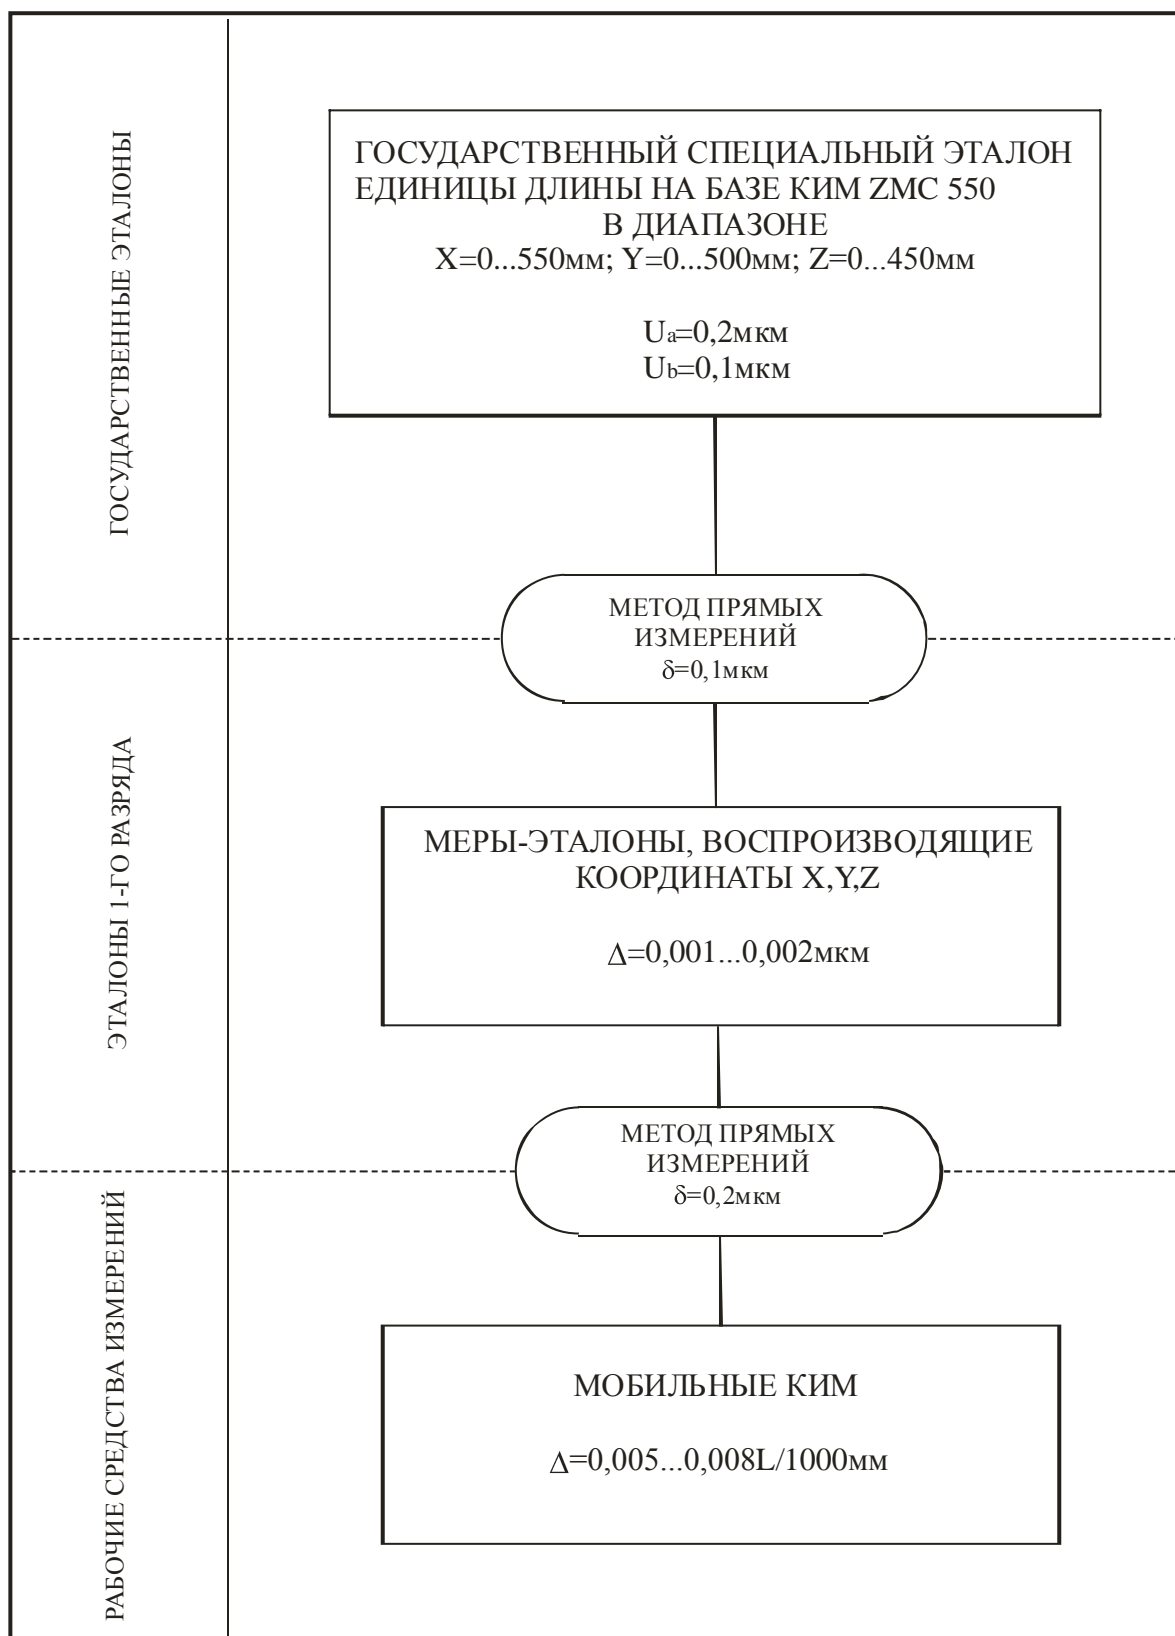 ГОСУДАРСТВЕННЫЕ ЭТАЛОНЫ
ГОСУДАРСТВЕННЫЙ СПЕЦИАЛЬНЫЙ ЭТАЛОН
ЕДИНИЦЫ ДЛИНЫ НА БАЗЕ КИМ ZMC 550
В ДИАПАЗОНЕ
X=0...550мм; Y=0...500мм; Z=0...450мм
Ua=0,2мкм
Ub=0,1мкм
МЕТОД ПРЯМЫХ
ИЗМЕРЕНИЙ
δ=0,1мкм
ЭТАЛОНЫ 1-ГО РАЗРЯДА
МЕРЫ-ЭТАЛОНЫ, ВОСПРОИЗВОДЯЩИЕ
КООРДИНАТЫ X,Y,Z
Δ=0,001...0,002мкм
МЕТОД ПРЯМЫХ
ИЗМЕРЕНИЙ
δ=0,2мкм
РАБОЧИЕ СРЕДСТВА ИЗМЕРЕНИЙ
МОБИЛЬНЫЕ КИМ
Δ=0,005...0,008L/1000мм